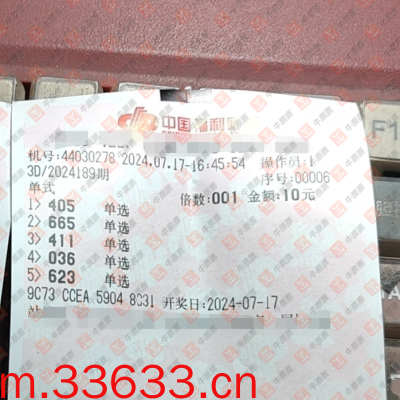 中国福利彩
机号:44030278 2024.07.17-16:45:54 操作员:1
3D/2024189期 序号:00006
单式 倍数:001 金额:10元
1> 405 单选
2> 665 单选
3> 411 单选
4> 036 单选
5> 623 单选
9C73 CCEA 5904 8C31 开奖日:2024-07-17
F1
m.33633.cn